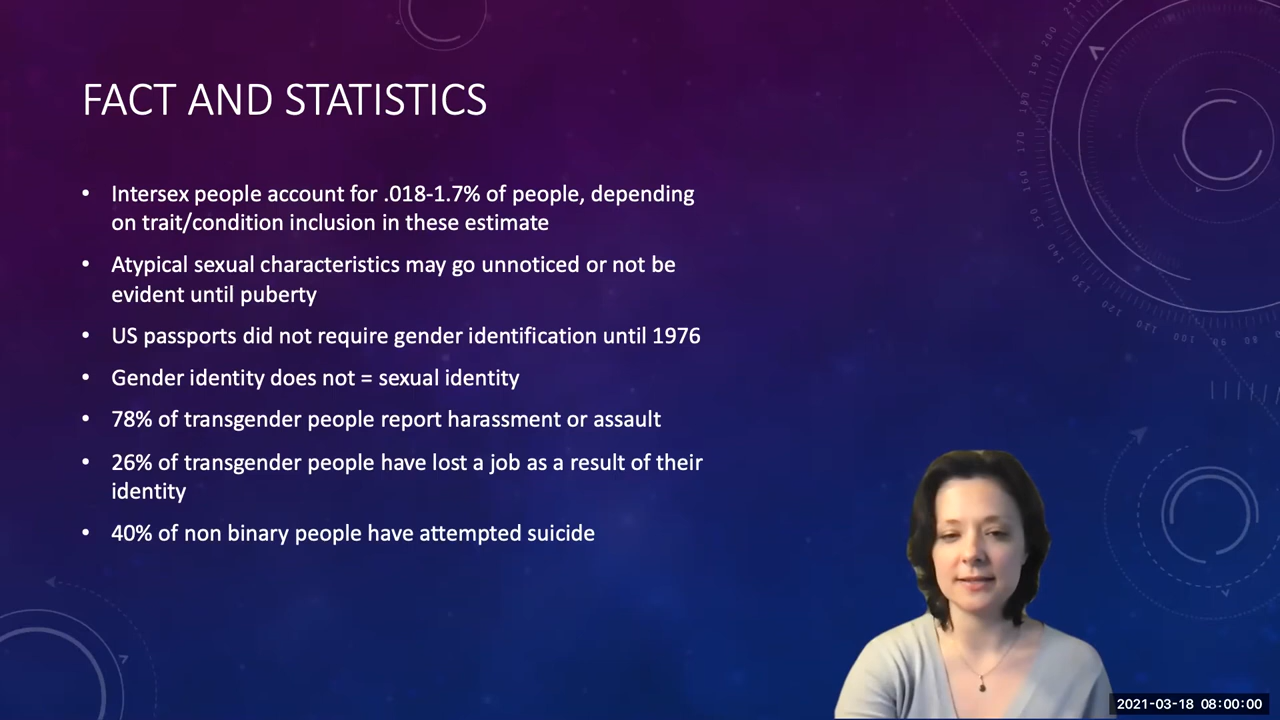 FACT AND STATISTICS
• Intersex people account for .018-1.7% of people, depending
on trait/condition inclusion in these estimate
• Atypical sexual characteristics may go unnoticed or not be
evident until puberty
• US passports did not require gender identification until 1976
• Gender identity does not = sexual identity
• 78% of transgender people report harassment or assault
• 26% of transgender people have lost a job as a result of their
identity
• 40% of non binary people have attempted suicide
2021-03-18 08:00:00